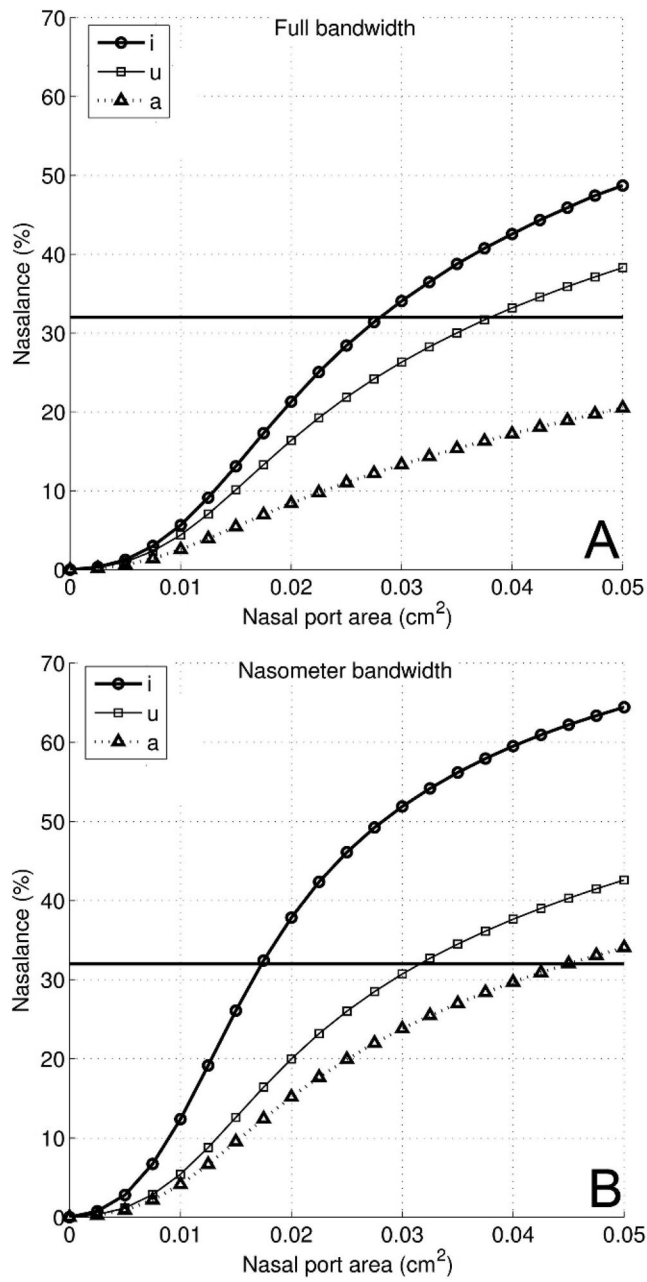 Full bandwidth
i
u
a
70
60
50
40
30
20
10
0
Nasalance (%)
0 0.01 0.02 0.03 0.04 0.05
Nasal port area (cm²)
A
Nasometer bandwidth
i
u
a
70
60
50
40
30
20
10
0
Nasalance (%)
0 0.01 0.02 0.03 0.04 0.05
Nasal port area (cm²)
B